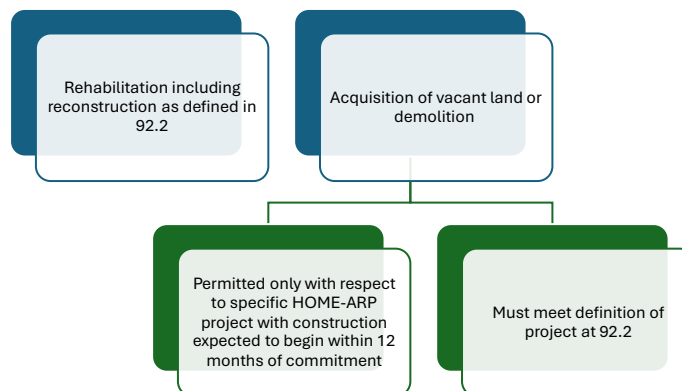 Rehabilitation including
reconstruction as defined in
92.2
Acquisition of vacant land or
demolition
Permitted only with respect
to specific HOME-ARP
project with construction
expected to begin within 12
months of commitment
Must meet definition of
project at 92.2